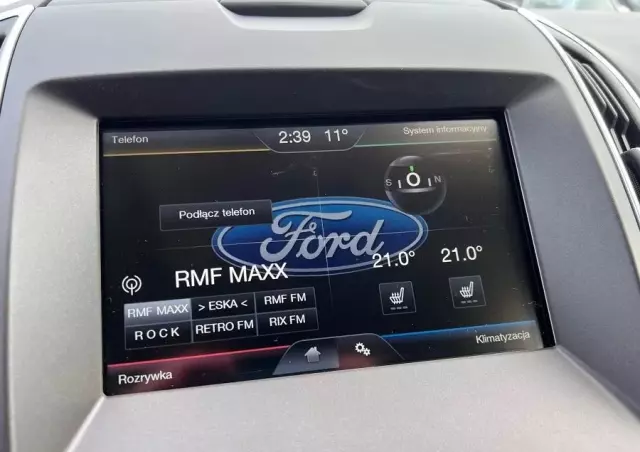 Telefon
2:39 11°
System informacyjny
S O N
Podłącz telefon
Ford
21.0° 21.0°
RMF MAXX
RMF MAXX > ESKA < RMF FM
ROCK RETRO FM RIX FM
Rozrywka
Klimatyzacja